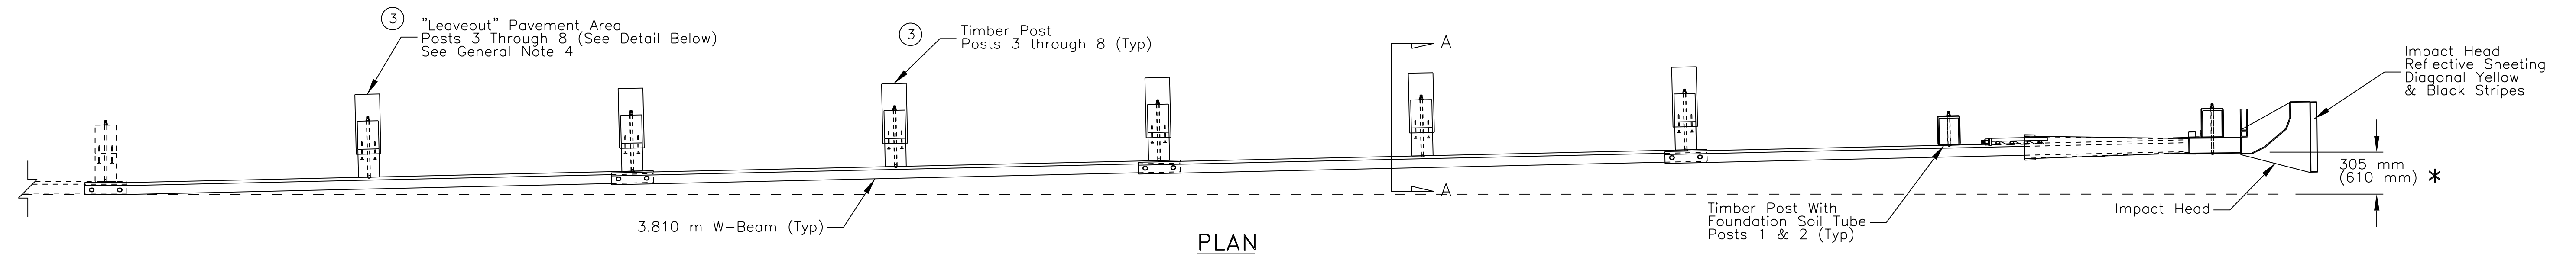 3
"Leaveout" Pavement Area
Posts 3 Through 8 (See Detail Below)
See General Note 4
3
Timber Post
Posts 3 through 8 (Typ)
A
Impact Head
Reflective Sheeting
Diagonal Yellow
& Black Stripes
305 mm
(610 mm) *
A
3.810 m W-Beam (Typ)
Timber Post With
Foundation Soil Tube
Posts 1 & 2 (Typ)
Impact Head
PLAN